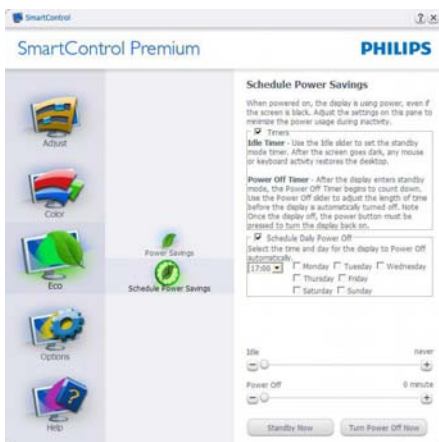 SmartControl
SmartControl Premium
PHILIPS
Adjust
Color
Eco
Options
Help
Power Savings
Schedule Power Savings
Schedule Power Savings
When powered on, the display is using power, even if
the screen is black. Adjust the settings on this pane to
minimize the power usage during inactivity.
Timers
Idle Timer - Use the Idle slider to set the standby
mode timer. After the screen goes dark, any mouse
or keyboard activity restores the desktop.
Power Off Timer - After the display enters standby
mode, the Power Off Timer begins to count down.
Use the Power Off slider to adjust the length of time
before the display is automatically turned off. Note
Once the display off, the power button must be
pressed to turn the display back on.
Schedule Daily Power Off
Select the time and day for the display to Power Off
automatically.
17:00 Monday Tuesday Wednesday
Thursday Friday
Saturday Sunday
Idle never
Power Off 0 minute
Standby Now Turn Power Off Now